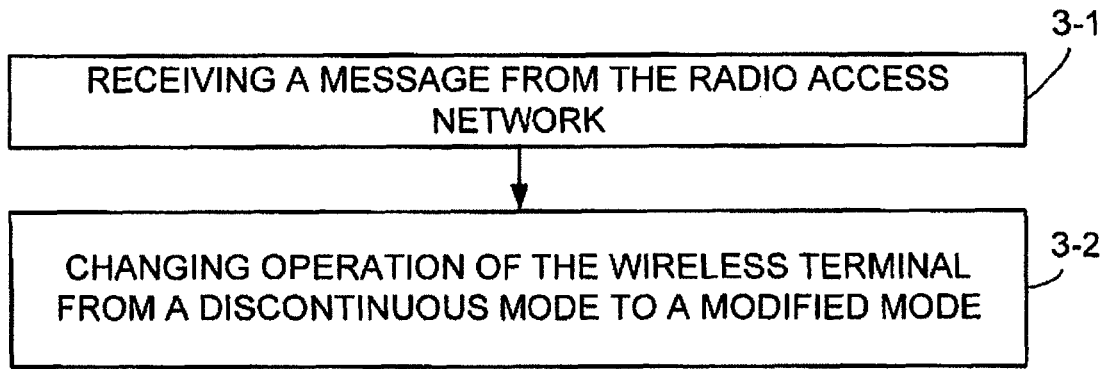 3-1
RECEIVING A MESSAGE FROM THE RADIO ACCESS
NETWORK
3-2
CHANGING OPERATION OF THE WIRELESS TERMINAL
FROM A DISCONTINUOUS MODE TO A MODIFIED MODE